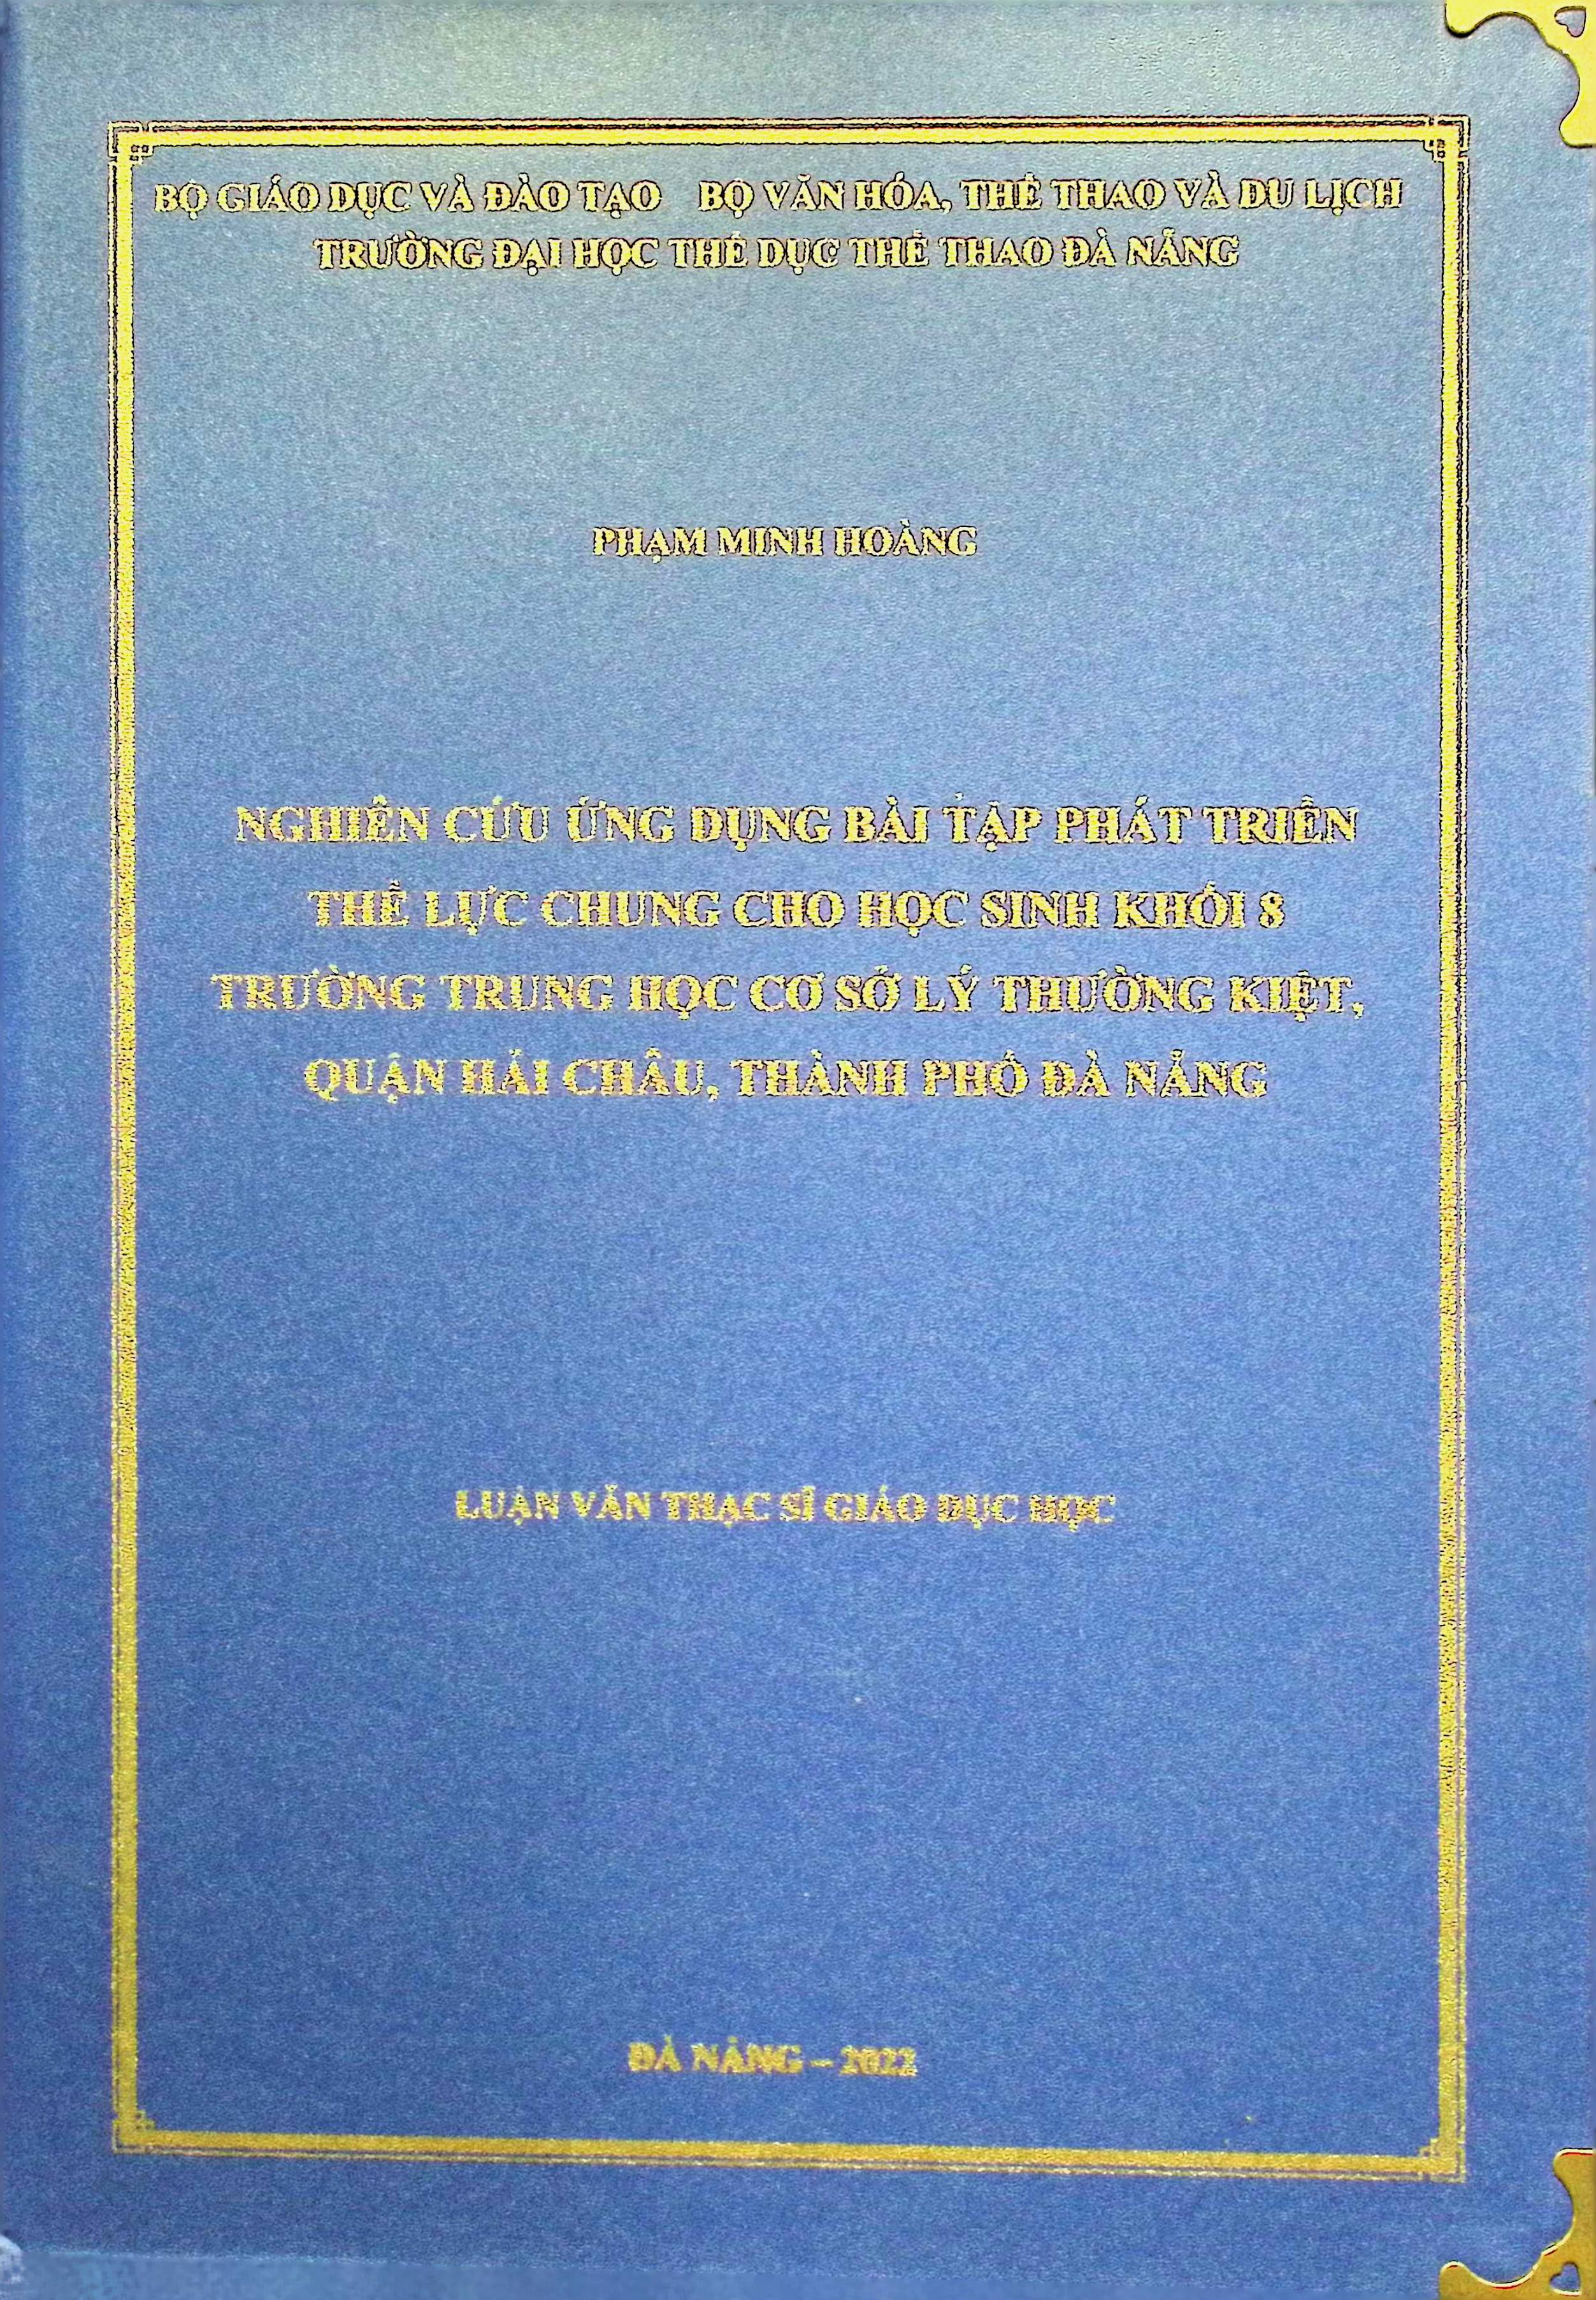 BỘ GIÁO DỤC VÀ ĐÀO TẠO BỘ VĂN HÓA, THỂ THAO VÀ DU LỊCH
TRƯỜNG ĐẠI HỌC THỂ DỤC THỂ THAO ĐÀ NẴNG
PHẠM MINH HOÀNG
NGHIÊN CỨU ỨNG DỤNG BÀI TẬP PHÁT TRIỂN
THỂ LỰC CHUNG CHO HỌC SINH KHỐI 8
TRƯỜNG TRUNG HỌC CƠ SỞ LÝ THƯỜNG KIỆT,
QUẬN HẢI CHÂU, THÀNH PHỐ ĐÀ NẴNG
LUẬN VĂN THẠC SĨ GIÁO DỤC HỌC
ĐÀ NẴNG – 2022